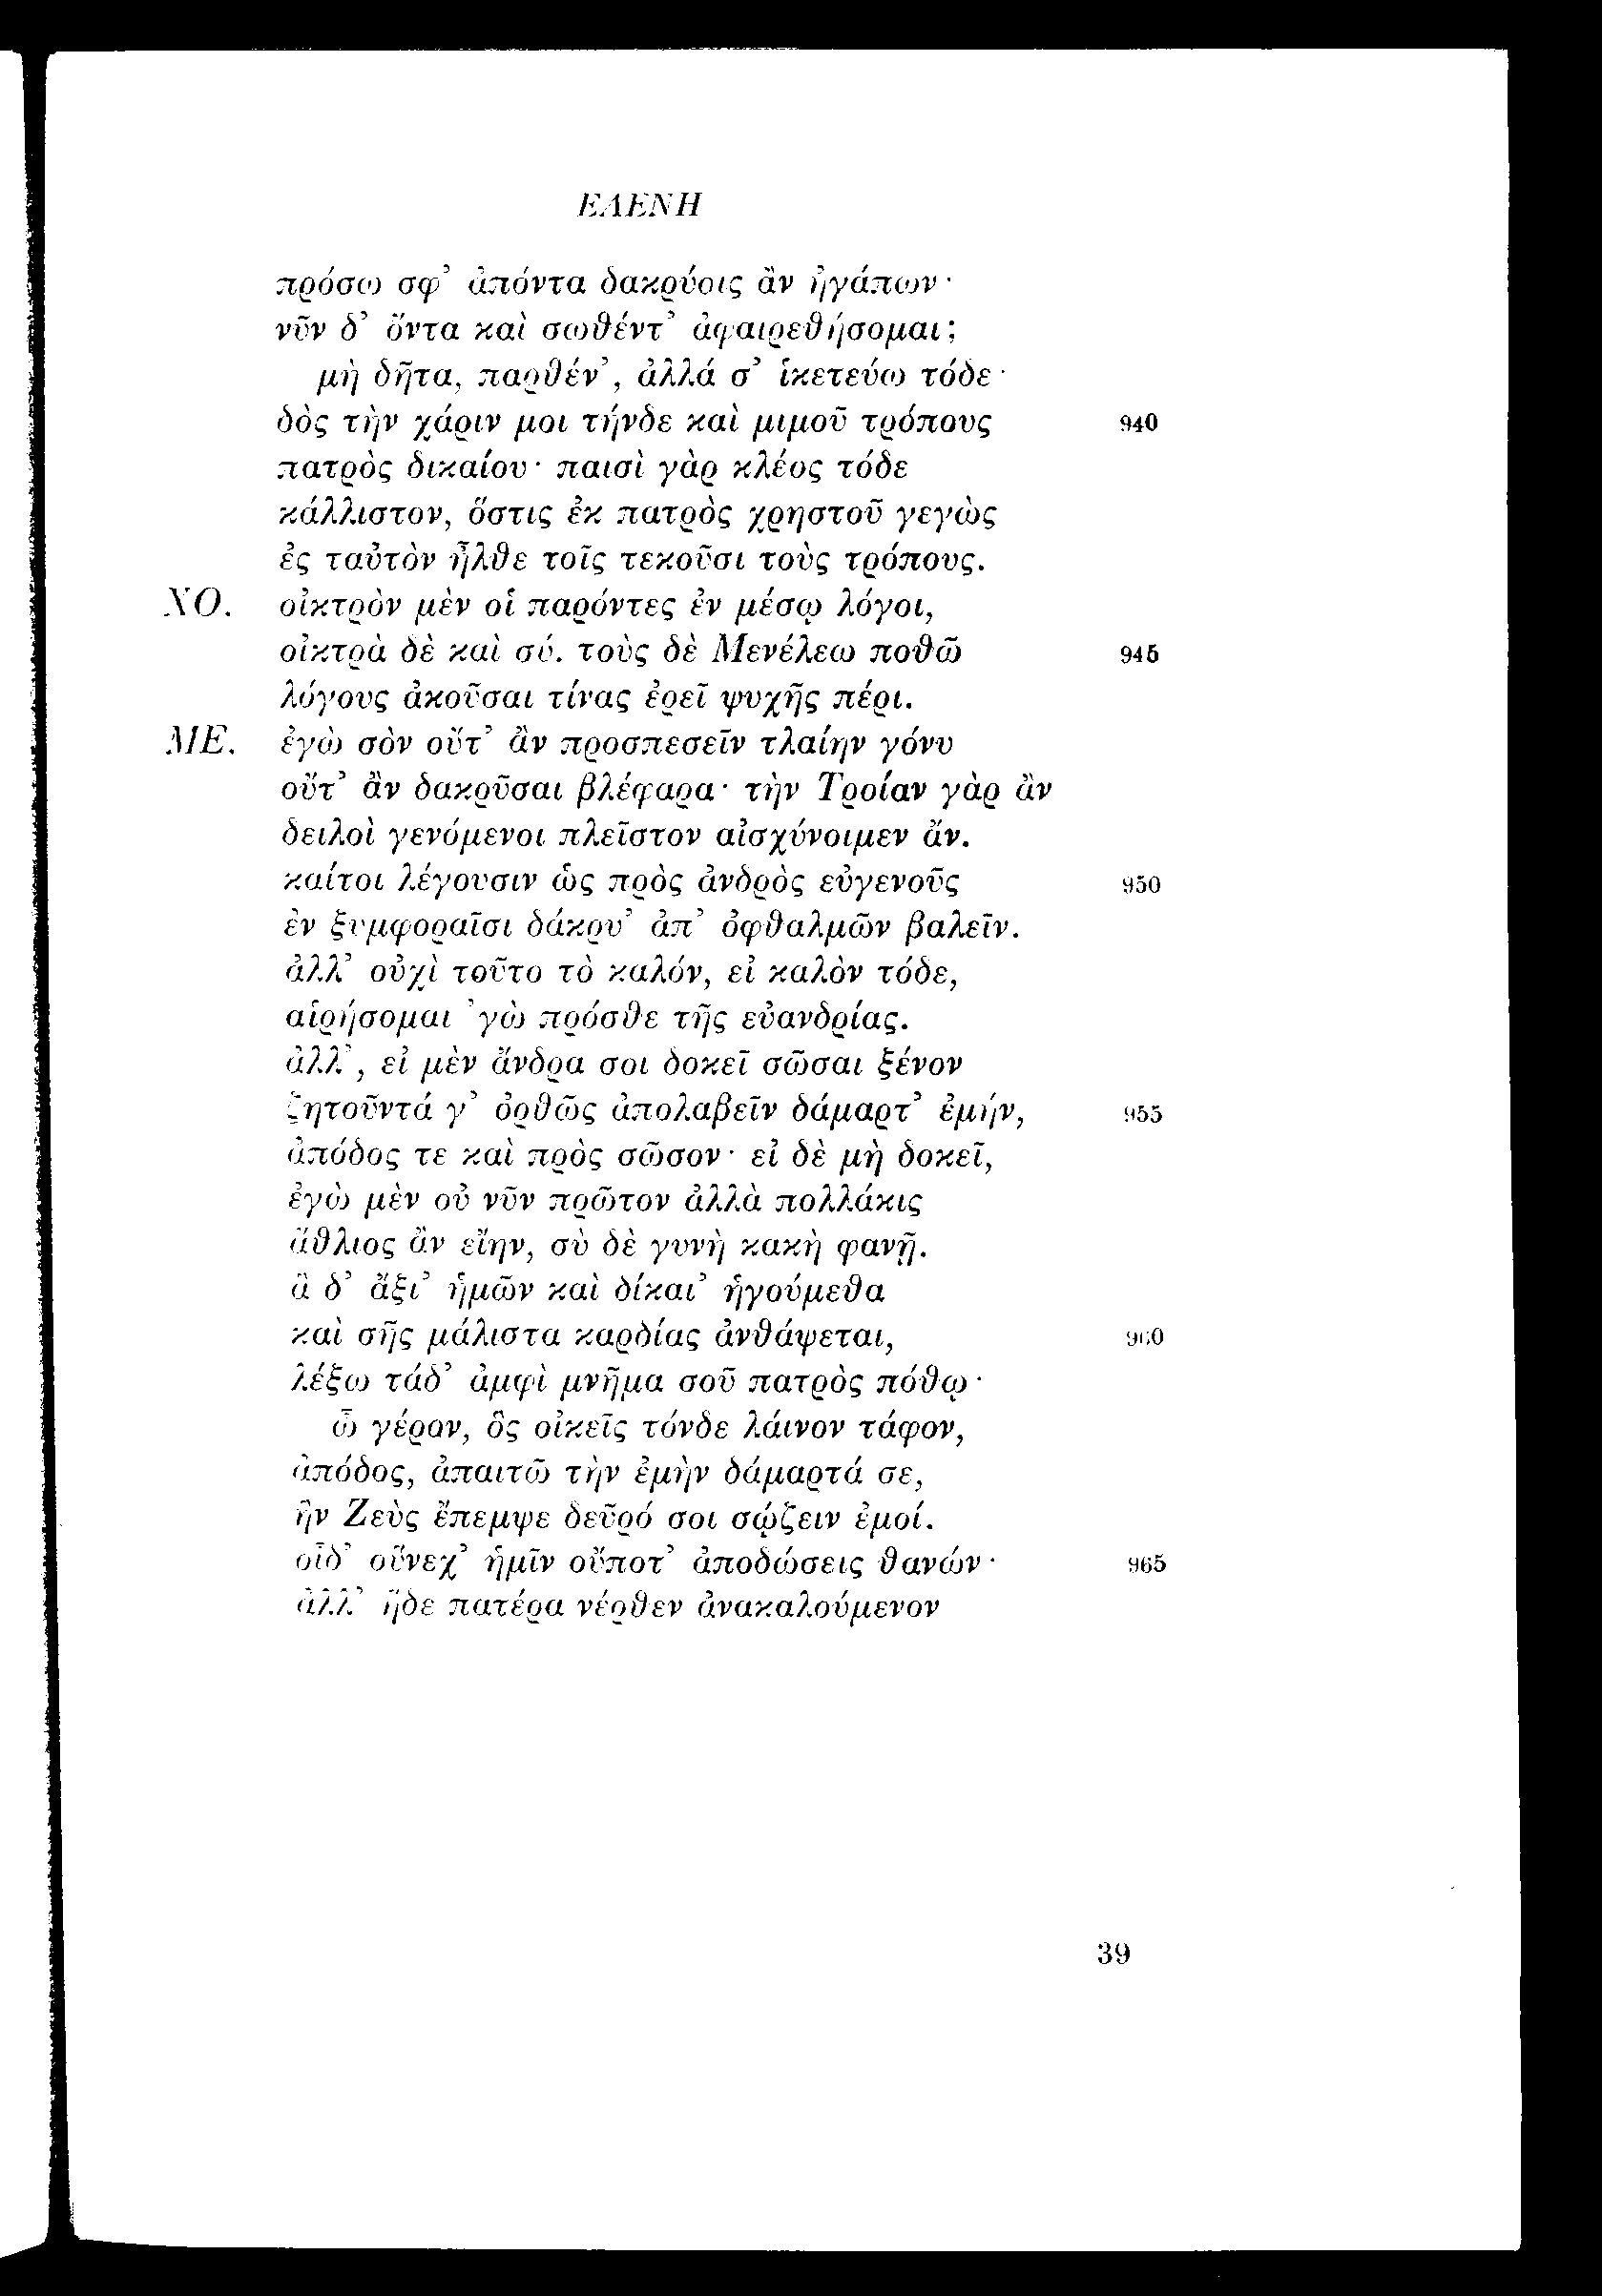 ΕΛΕΝΗ
πρόσω σφ’ ἀπόντα δακρύοις ἂν ἠγάπων·
νῦν δ’ ὄντα καὶ σωθέντ’ ἀφαιρεθήσομαι;
μὴ δῆτα, παρθέν’, ἀλλά σ’ ἱκετεύω τόδε·
δὸς τὴν χάριν μοι τήνδε καὶ μιμοῦ τρόπους 940
πατρὸς δικαίου· παισὶ γὰρ κλέος τόδε
κάλλιστον, ὅστις ἐκ πατρὸς χρηστοῦ γεγὼς
ἐς ταὐτὸν ἦλθε τοῖς τεκοῦσι τοὺς τρόπους.
ΧΟ. οἰκτρὸν μὲν οἱ παρόντες ἐν μέσῳ λόγοι,
οἰκτρὰ δὲ καὶ σύ. τοὺς δὲ Μενέλεω ποθῶ 945
λόγους ἀκοῦσαι τίνας ἐρεῖ ψυχῆς πέρι.
ΜΕ. ἐγὼ σὸν οὔτ’ ἂν προσπεσεῖν τλαίην γόνυ
οὔτ’ ἂν δακρῦσαι βλέφαρα· τὴν Τροίαν γὰρ ἂν
δειλοὶ γενόμενοι πλεῖστον αἰσχύνοιμεν ἄν.
καίτοι λέγουσιν ὡς πρὸς ἀνδρὸς εὐγενοῦς 950
ἐν ξυμφοραῖσι δάκρυ’ ἀπ’ ὀφθαλμῶν βαλεῖν.
ἀλλ’ οὐχὶ τοῦτο τὸ καλόν, εἰ καλὸν τόδε,
αἱρήσομαι ’γὼ πρόσθε τῆς εὐανδρίας.
ἀλλ’, εἰ μὲν ἄνδρα σοι δοκεῖ σῶσαι ξένον
ζητοῦντά γ’ ὀρθῶς ἀπολαβεῖν δάμαρτ’ ἐμήν, 955
ἀπόδος τε καὶ πρὸς σῶσον· εἰ δὲ μὴ δοκεῖ,
ἐγὼ μὲν οὐ νῦν πρῶτον ἀλλὰ πολλάκις
ἄθλιος ἂν εἴην, σὺ δὲ γυνὴ κακὴ φανῇ.
ἃ δ’ ἄξι’ ἡμῶν καὶ δίκαι’ ἡγούμεθα
καὶ σῆς μάλιστα καρδίας ἀνθάψεται, 960
λέξω τάδ’ ἀμφὶ μνῆμα σοῦ πατρὸς πόθῳ·
ὦ γέρον, ὃς οἰκεῖς τόνδε λάινον τάφον,
ἀπόδος, ἀπαιτῶ τὴν ἐμὴν δάμαρτά σε,
ἣν Ζεὺς ἔπεμψε δεῦρό σοι σῴζειν ἐμοί.
οἶδ’ οὕνεχ’ ἡμῖν οὔποτ’ ἀποδώσεις θανών· 965
ἀλλ’ ἥδε πατέρα νέρθεν ἀνακαλούμενον
39